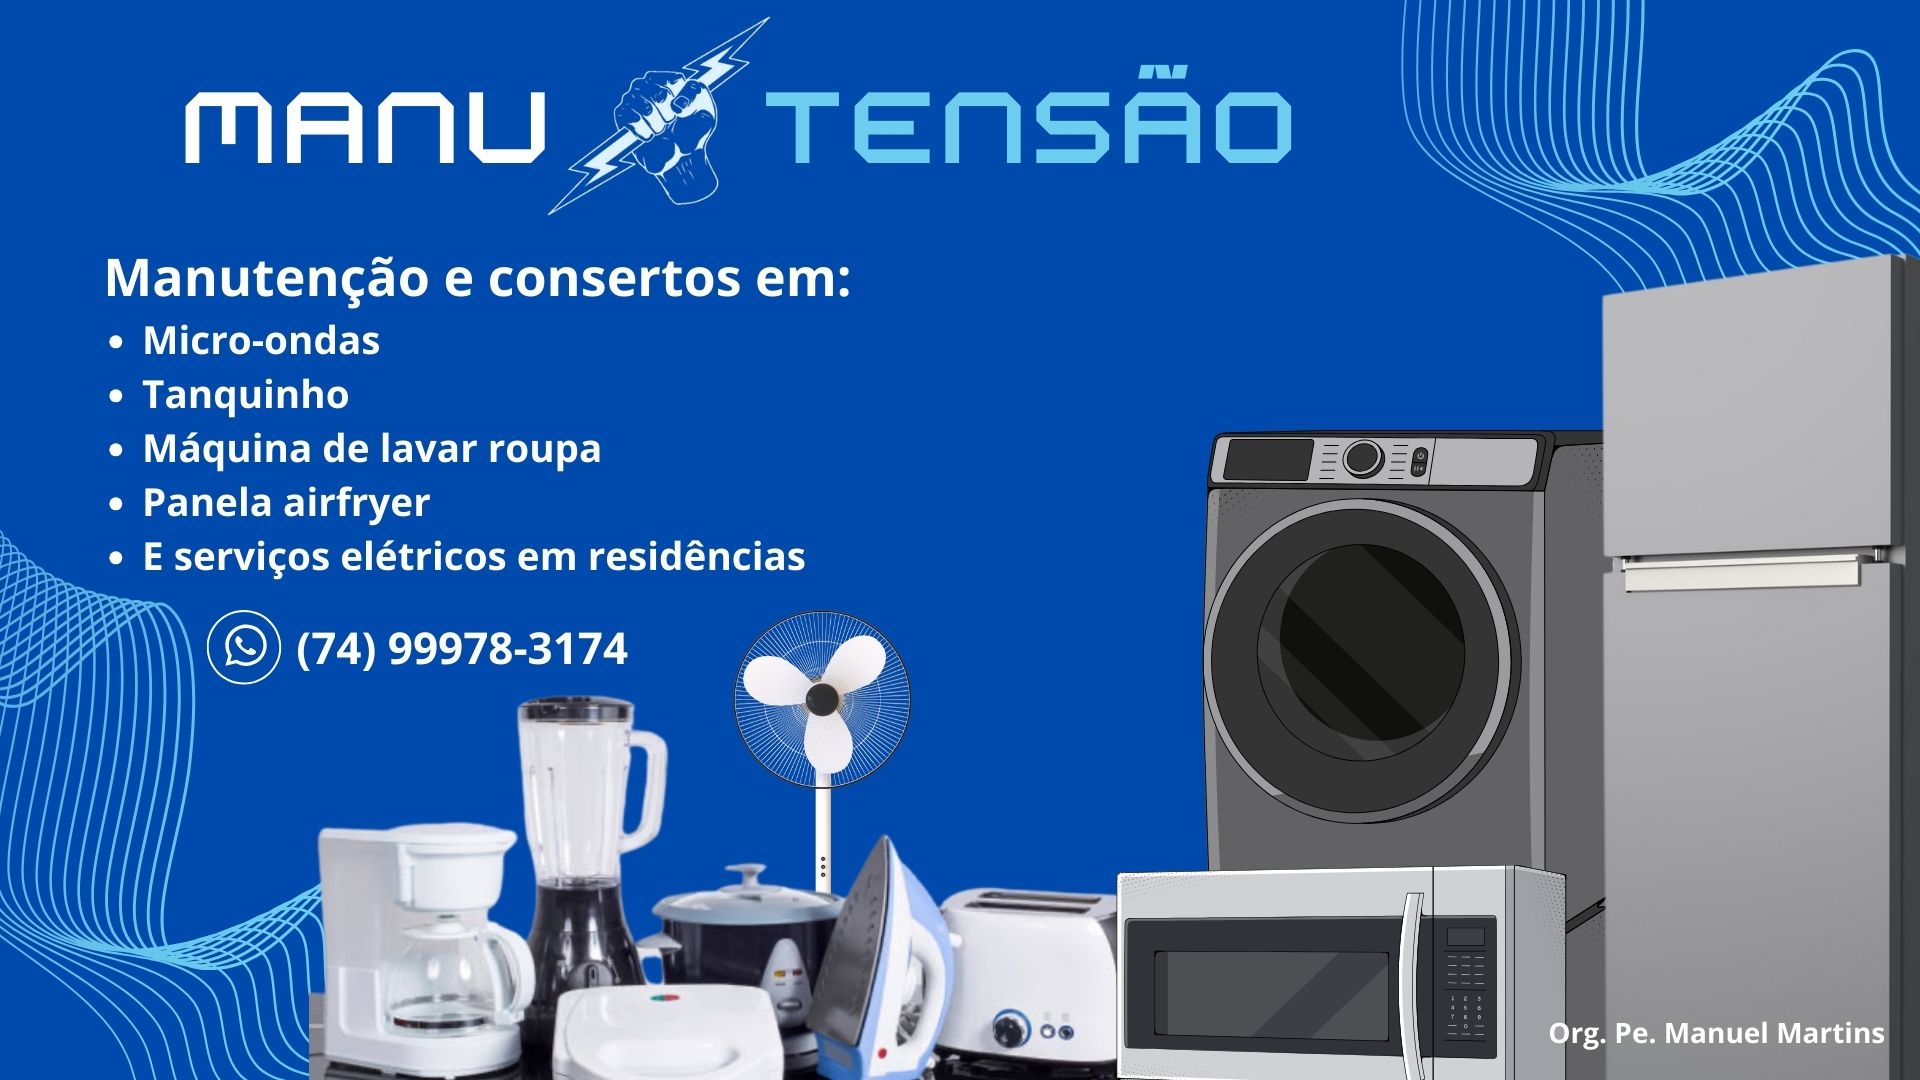 MANU TENSÃO
Manutenção e consertos em:
• Micro-ondas
• Tanquinho
• Máquina de lavar roupa
• Panela airfryer
• E serviços elétricos em residências
(74) 99978-3174
Org. Pe. Manuel Martins